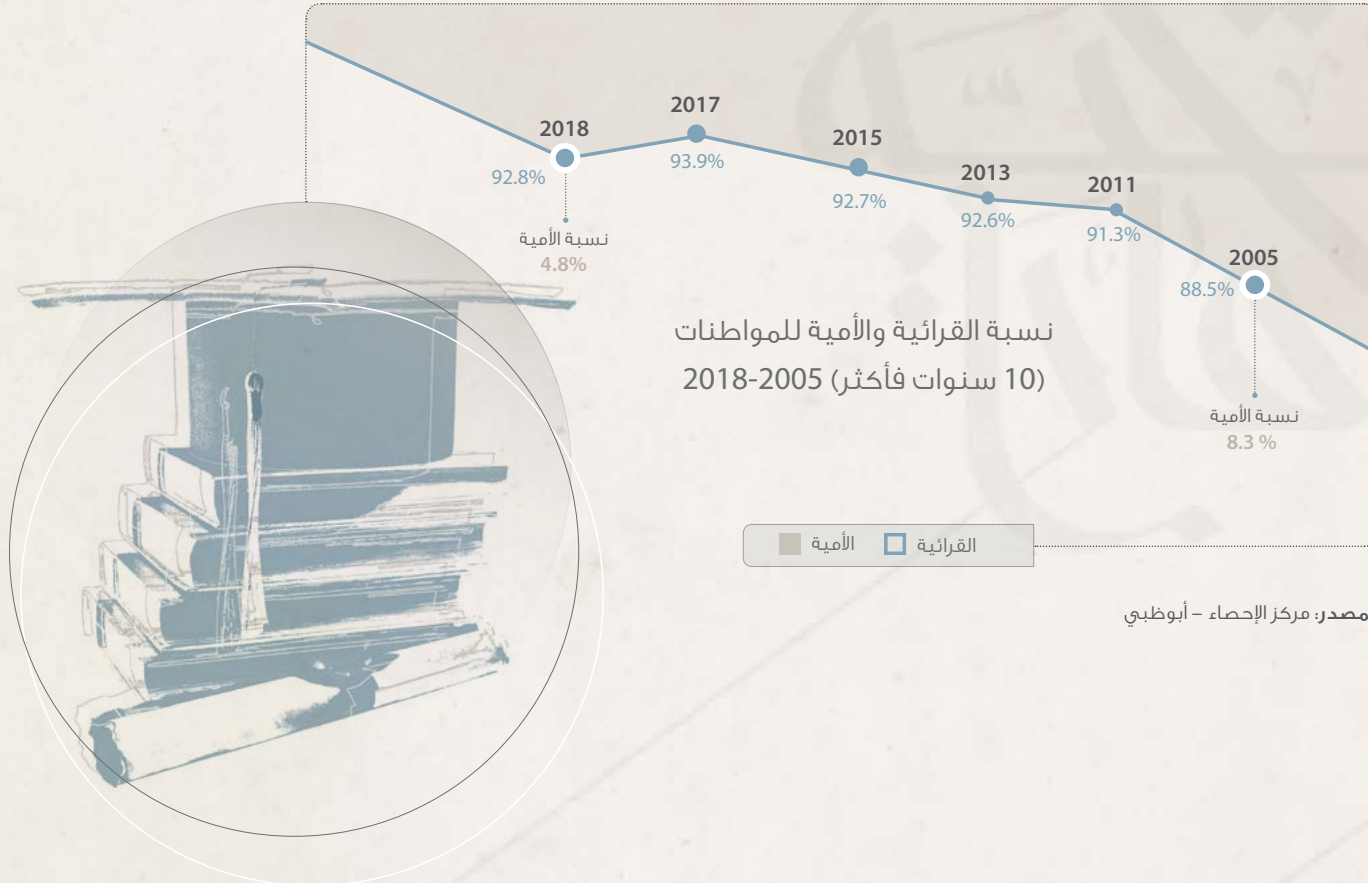 2018
92.8%
نسبة الأمية
4.8%
2017
93.9%
2015
92.7%
2013
92.6%
2011
91.3%
2005
88.5%
نسبة الأمية
8.3 %
نسبة القرائية والأمية للمواطنات
(10 سنوات فأكثر) 2005-2018
القرائية
الأمية
مصدر: مركز الإحصاء – أبوظبي